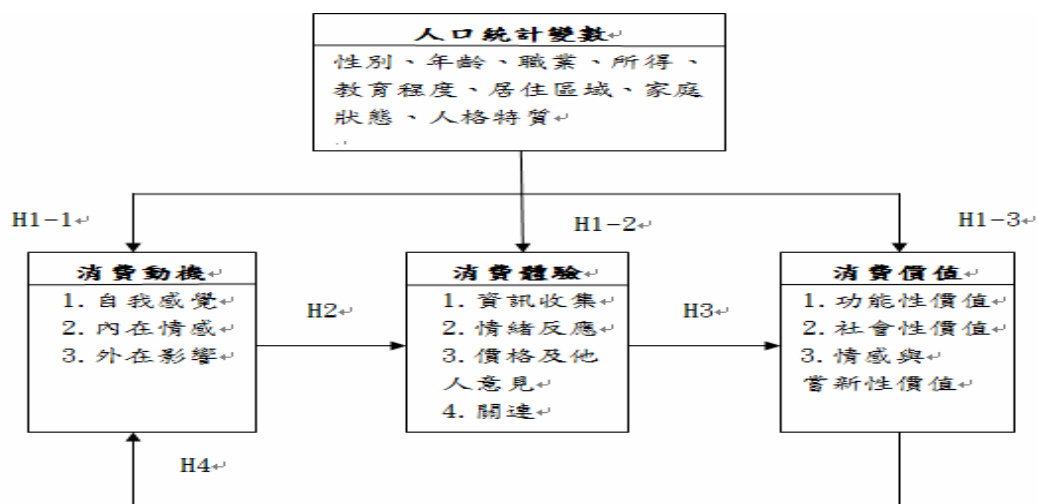 人口統計變數
性別、年齡、職業、所得、
教育程度、居住區域、家庭
狀態、人格特質
H1-1
H1-2
H1-3
消費動機
1. 自我感覺
2. 內在情感
3. 外在影響
H2
消費體驗
1. 資訊收集
2. 情緒反應
3. 價格及他
人意見
4. 關連
H3
消費價值
1. 功能性價值
2. 社會性價值
3. 情感與
嘗新性價值
H4